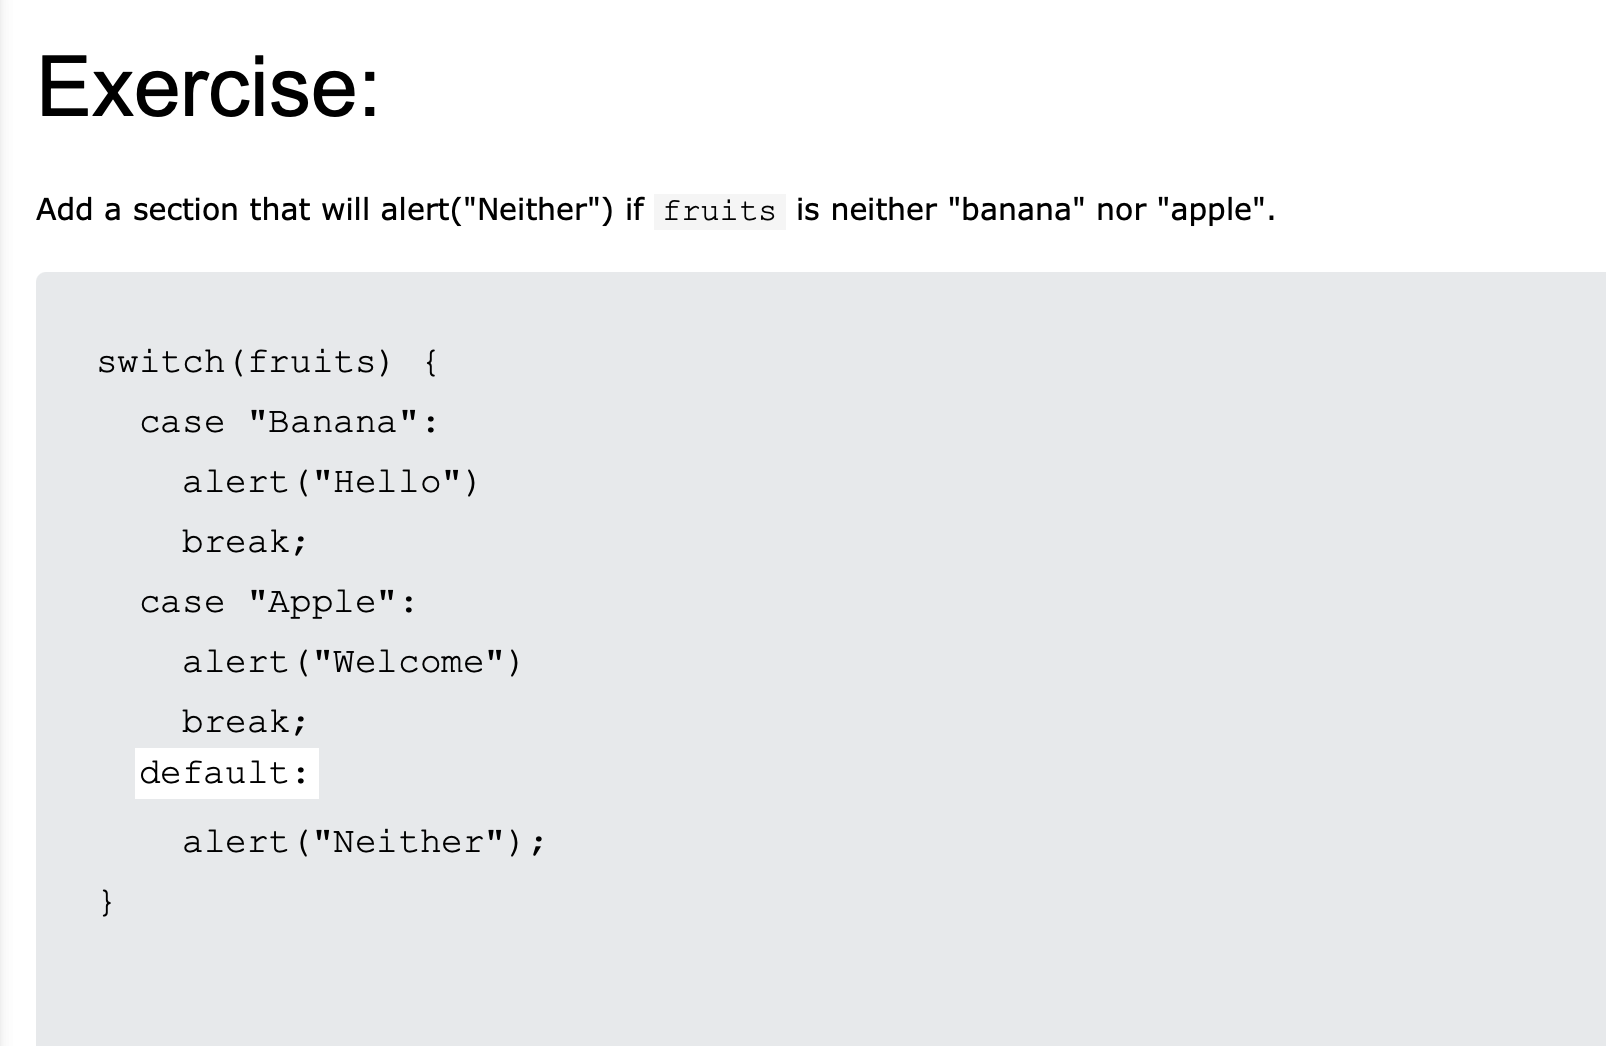 Exercise:
Add a section that will alert("Neither") if fruits is neither "banana" nor "apple".
switch(fruits) {
  case "Banana":
    alert("Hello")
    break;
  case "Apple":
    alert("Welcome")
    break;
  default:
    alert("Neither");
}